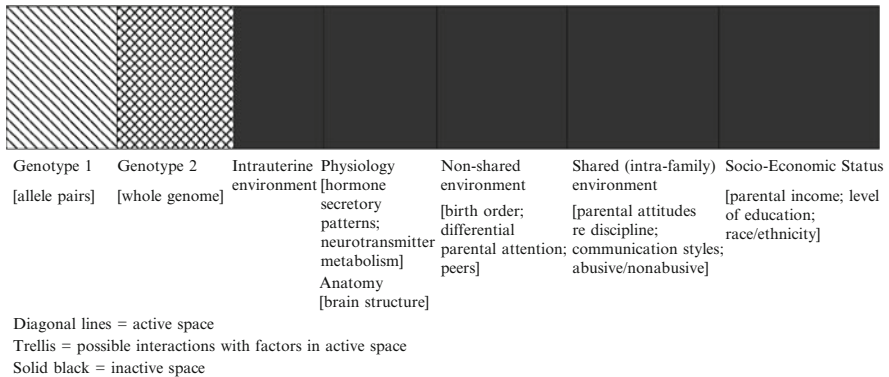 Genotype 1
[allele pairs]
Genotype 2
[whole genome]
Intrauterine
environment
Physiology
[hormone
secretory
patterns;
neurotransmitter
metabolism]
Anatomy
[brain structure]
Non-shared
environment
[birth order;
differential
parental attention;
peers]
Shared (intra-family)
environment
[parental attitudes
re discipline;
communication styles;
abusive/nonabusive]
Socio-Economic Status
[parental income; level
of education;
race/ethnicity]
Diagonal lines = active space
Trellis = possible interactions with factors in active space
Solid black = inactive space